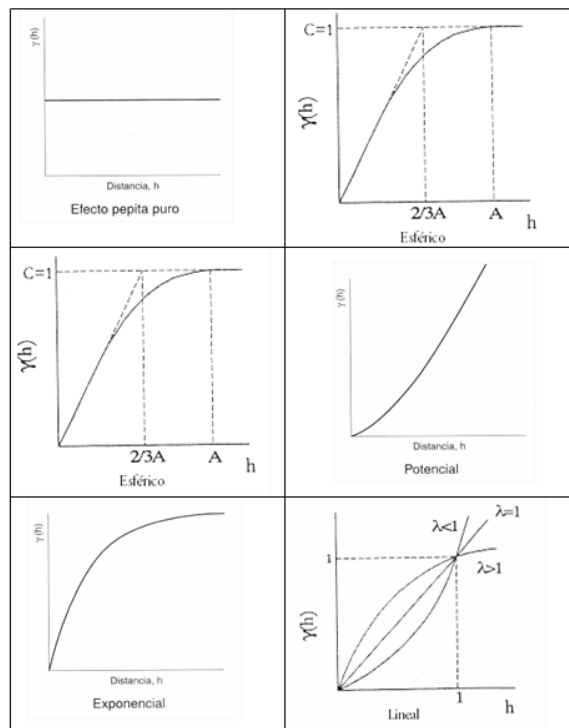 γ(h)
Distancia, h
Efecto pepita puro
C=1
γ(h)
2/3A A h
Esférico
C=1
γ(h)
2/3A A h
Esférico
γ(h)
Distancia, h
Potencial
γ(h)
Distancia, h
Exponencial
λ<1 λ=1
1
λ>1
γ(h)
1 h
Lineal